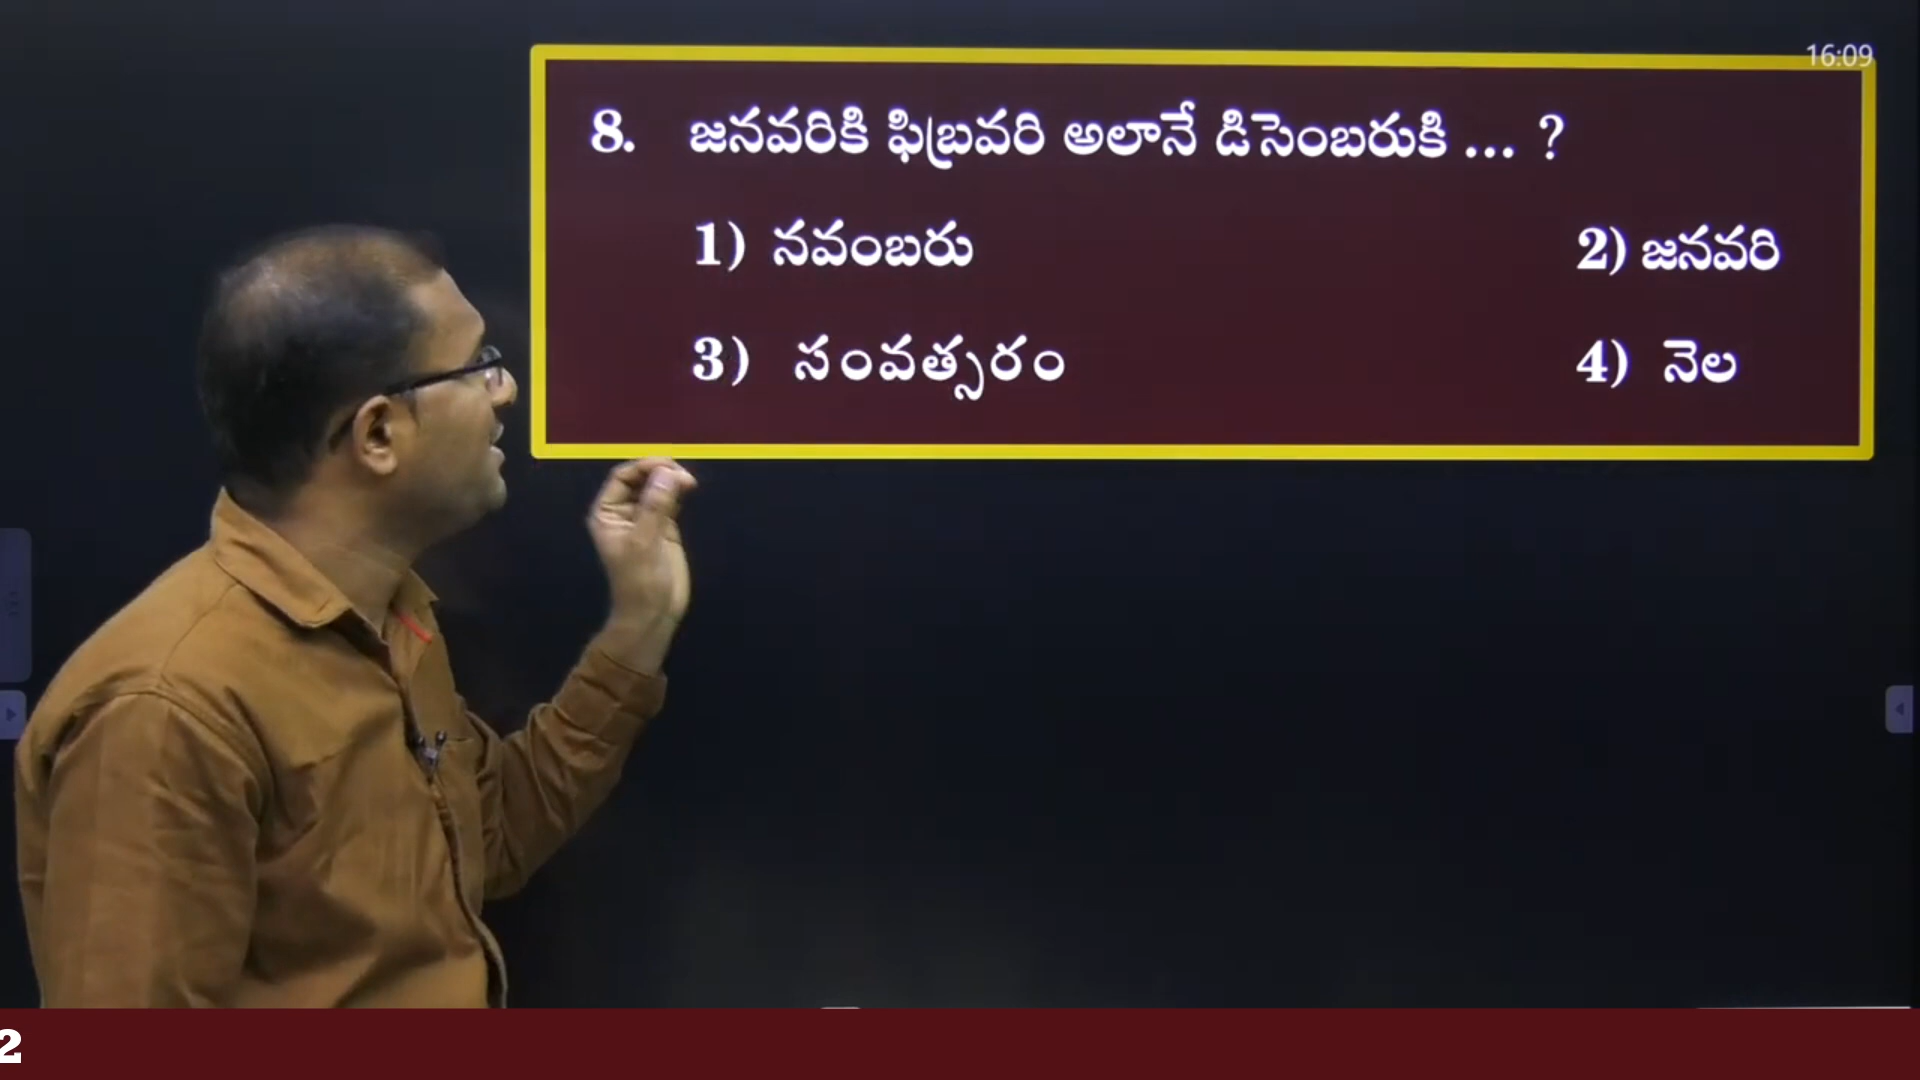 16:09
8. జనవరికి ఫిబ్రవరి అలానే డిసెంబరుకి ... ?
1) నవంబరు 2) జనవరి
3) సంవత్సరం 4) నెల
2